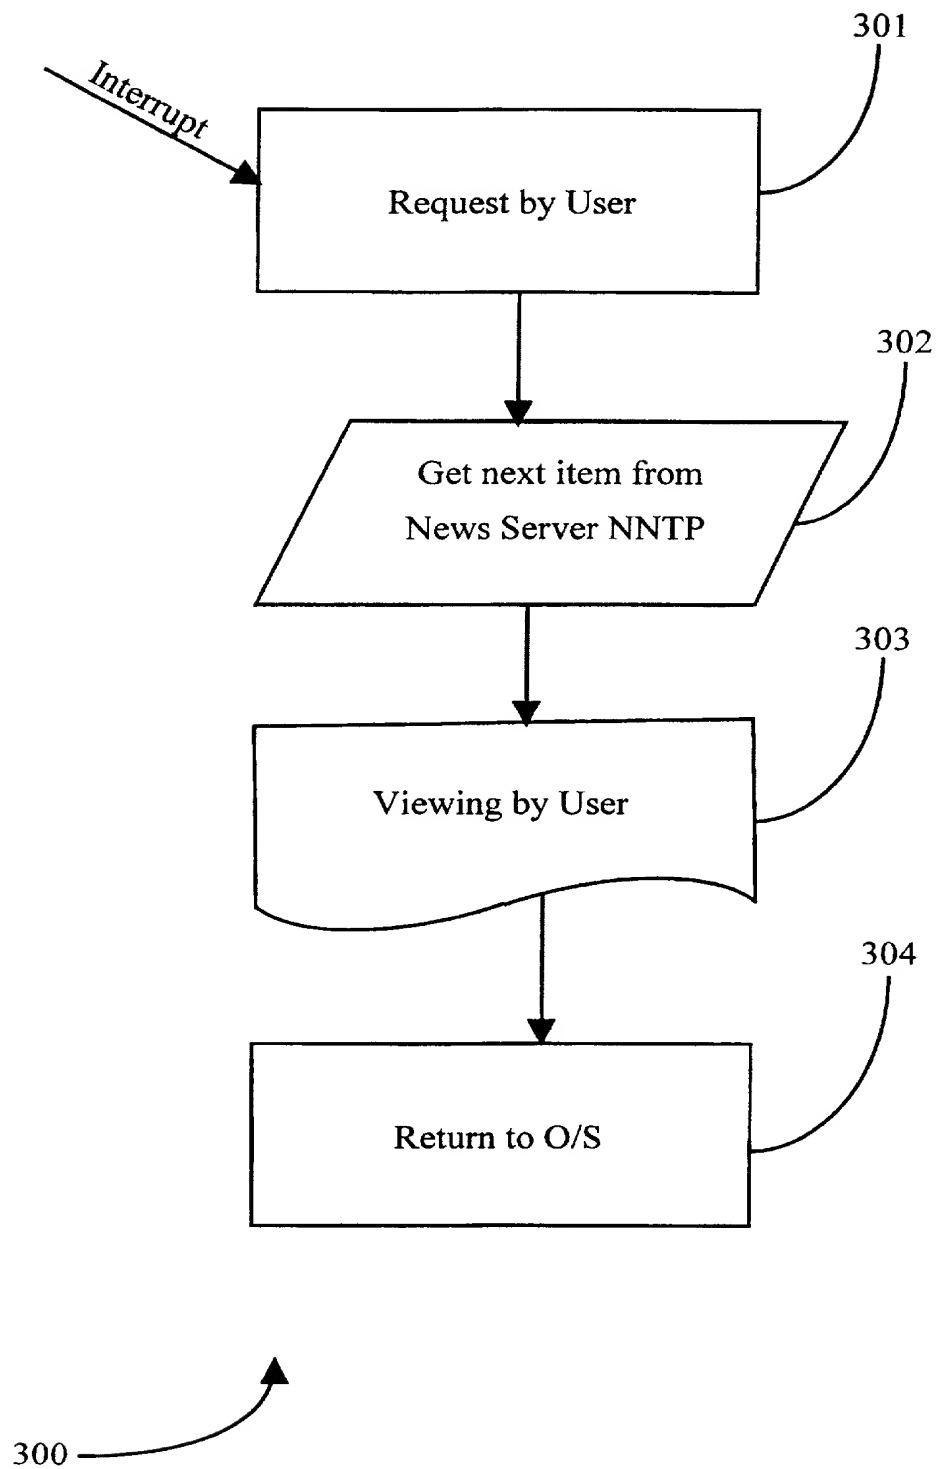 301
Interrupt
Request by User
302
Get next item from
News Server NNTP
303
Viewing by User
304
Return to O/S
300